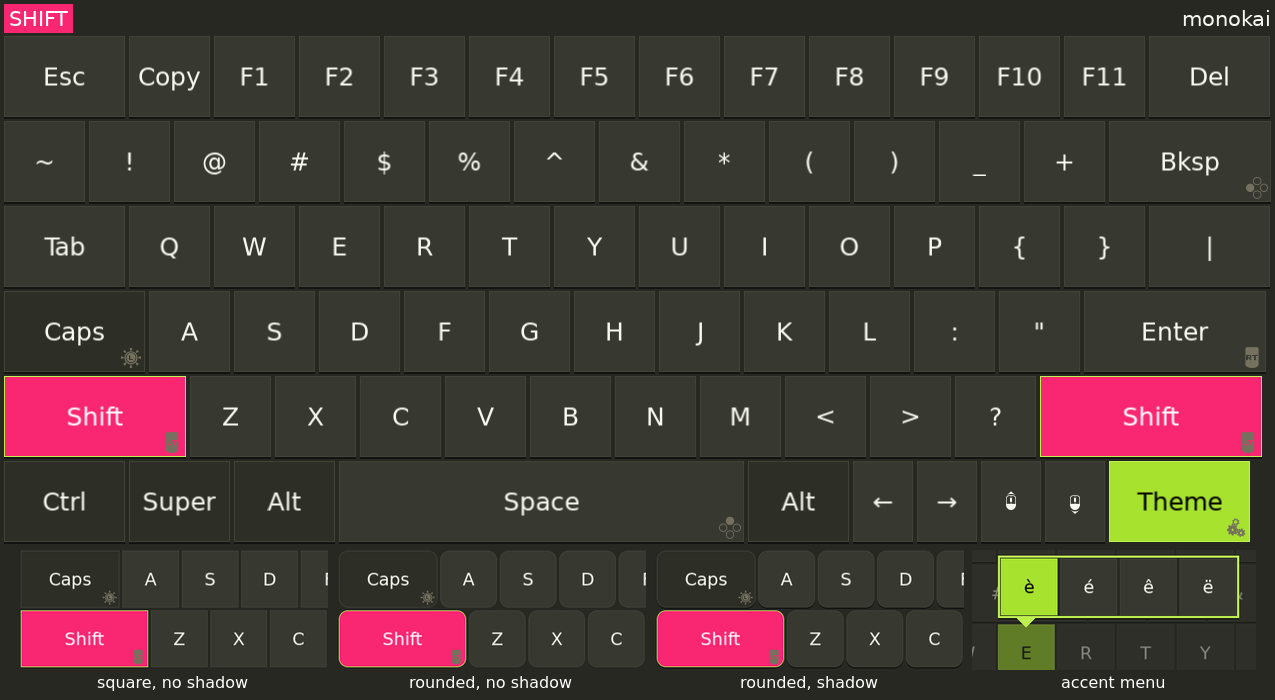 SHIFT monokai
Esc Copy F1 F2 F3 F4 F5 F6 F7 F8 F9 F10 F11 Del
~ ! @ # $ % ^ & * ( ) _ + Bksp
Tab Q W E R T Y U I O P { } |
Caps A S D F G H J K L : " Enter
RT
Shift Z X C V B N M < > ? Shift
Ctrl Super Alt Space Alt ← → Theme
Caps A S D Caps A S D Caps A S D è é ê ë
Shift Z X C Shift Z X C Shift Z X C E R T Y
square, no shadow rounded, no shadow rounded, shadow accent menu